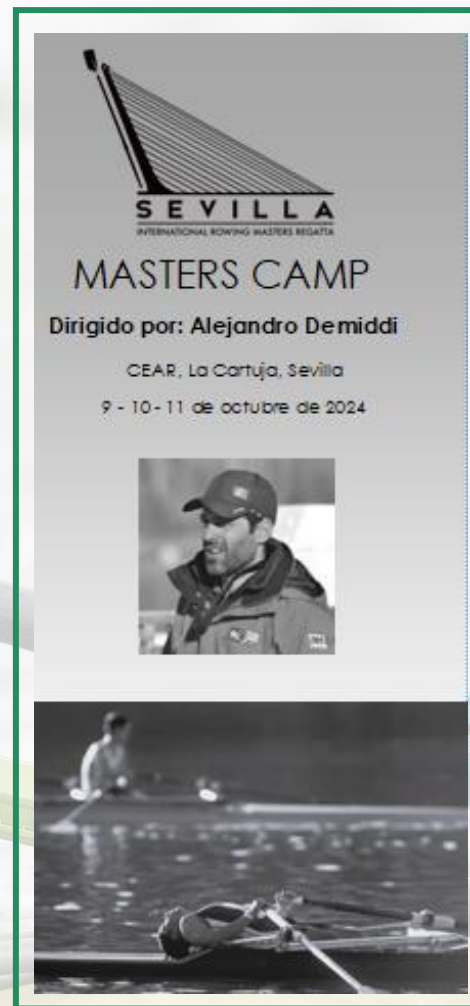 SEVILLA
INTERNATIONAL ROWING MASTERS REGATTA
MASTERS CAMP
Dirigido por: Alejandro Demiddi
CEAR, La Cartuja, Sevilla
9 - 10 - 11 de octubre de 2024